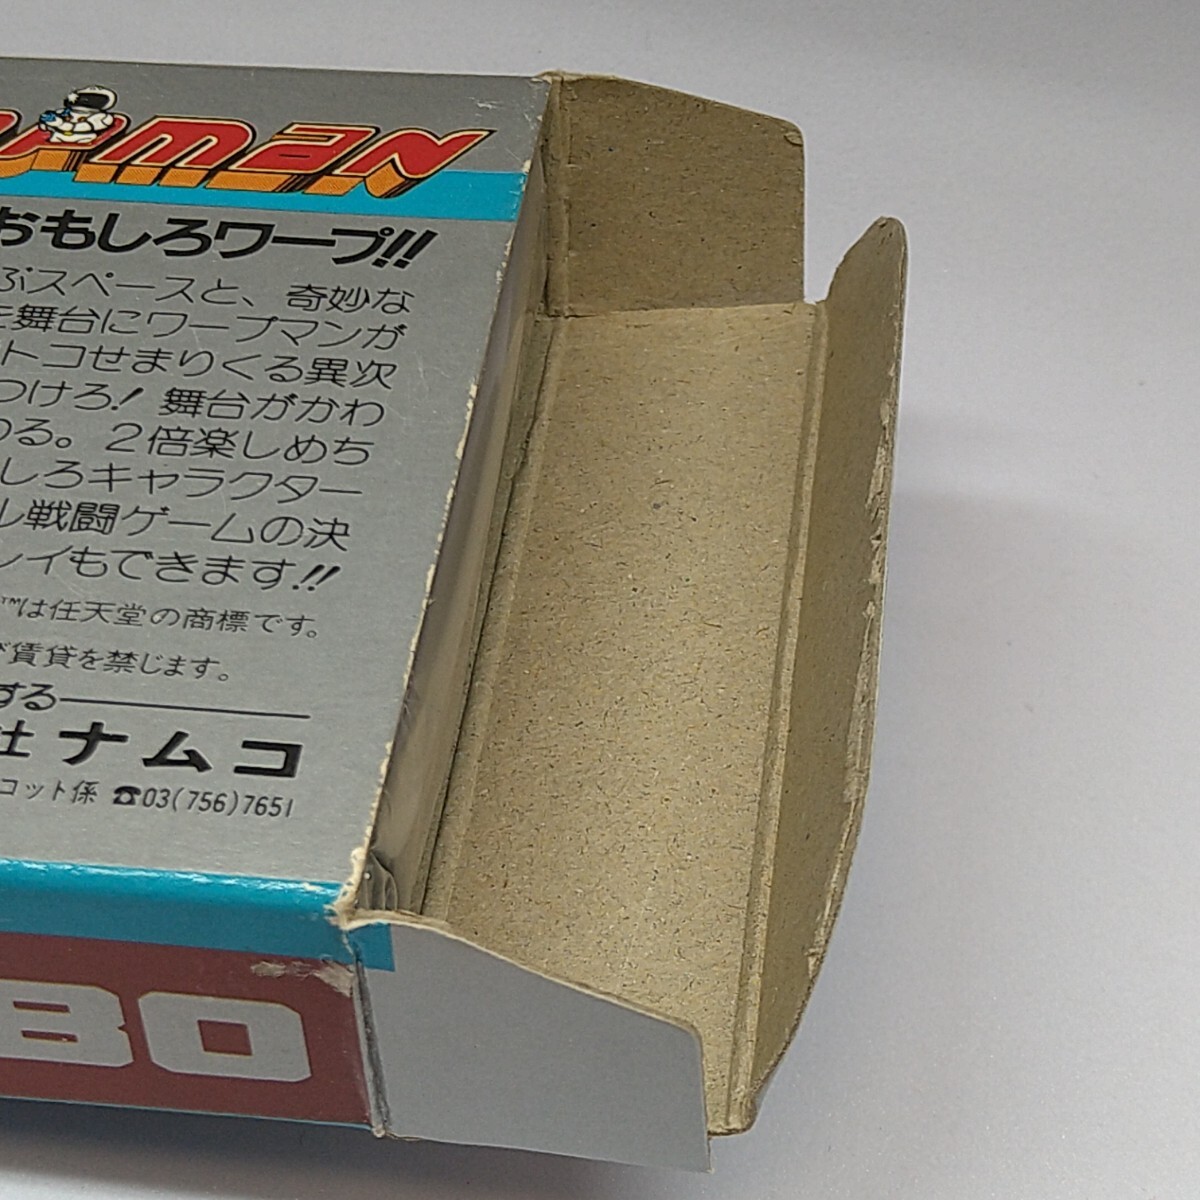 MAN
おもしろワープ!!
ぶスペースと、奇妙な
を舞台にワープマンが
トコせまりくる異次
つけろ! 舞台がかわ
わる。2倍楽しめち
しろキャラクター
ル戦闘ゲームの決
レイもできます!!
™は任天堂の商標です。
び賃貸を禁じます。
する
社ナムコ
コット係 ☎03(756)7651
80